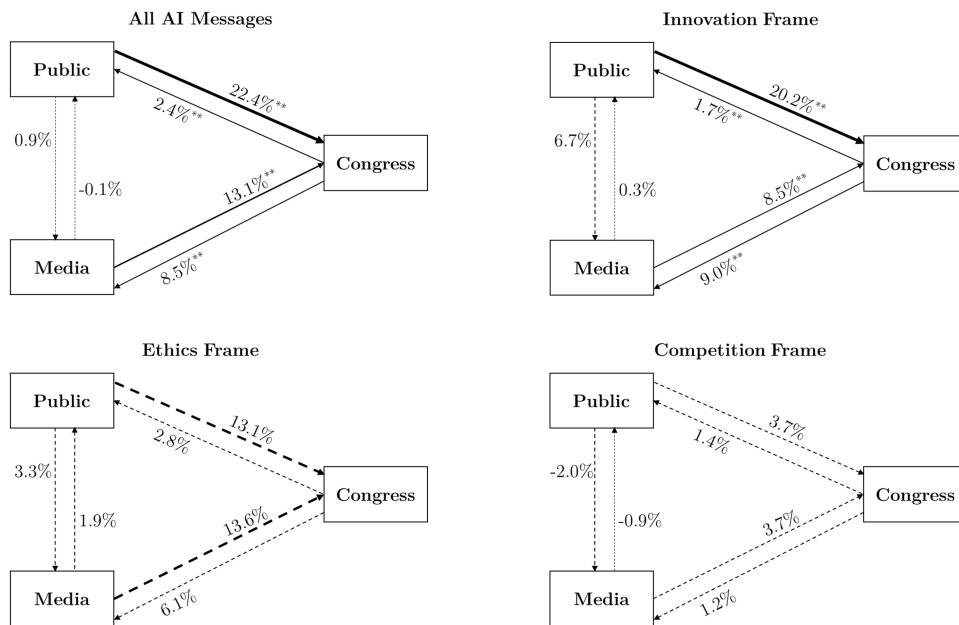 All AI Messages
Public
22.4%**
2.4%**
0.9%
-0.1%
Congress
13.1%**
8.5%**
Media
Innovation Frame
Public
20.2%**
1.7%**
6.7%
0.3%
Congress
8.5%**
9.0%**
Media
Ethics Frame
Public
13.1%
2.8%
3.3%
1.9%
Congress
13.6%
6.1%
Media
Competition Frame
Public
3.7%
1.4%
-2.0%
-0.9%
Congress
3.7%
1.2%
Media